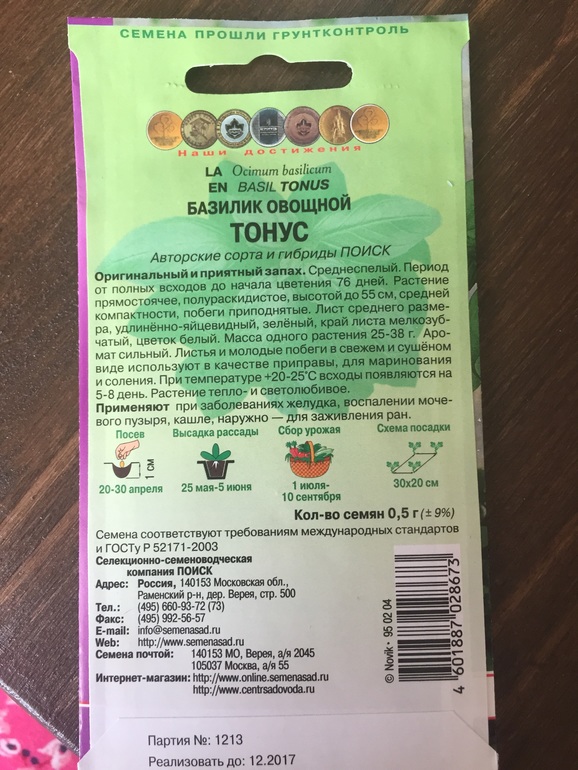 СЕМЕНА ПРОШЛИ ГРУНТКОНТРОЛЬ
Наши достижения
LA Ocimum basilicum
EN BASIL TONUS
БАЗИЛИК ОВОЩНОЙ
ТОНУС
Авторские сорта и гибриды ПОИСК
Оригинальный и приятный запах. Среднеспелый. Период
от полных всходов до начала цветения 76 дней. Растение
прямостоячее, полураскидистое, высотой до 55 см, средней
компактности, побеги приподнятые. Лист среднего разме-
ра, удлинённо-яйцевидный, зелёный, край листа мелкозуб-
чатый, цветок белый. Масса одного растения 25-38 г. Аро-
мат сильный. Листья и молодые побеги в свежем и сушёном
виде используют в качестве приправы, для маринования
и соления. При температуре +20-25°С всходы появляются на
5-8 день. Растение тепло- и светолюбивое.
Применяют при заболеваниях желудка, воспалении моче-
вого пузыря, кашле, наружно — для заживления ран.
Посев Высадка рассады Сбор урожая Схема посадки
1 см
20-30 апреля 25 мая-5 июня 1 июля- 30х20 см
10 сентября
Кол-во семян 0,5 г (± 9%)
Семена соответствуют требованиям международных стандартов
и ГОСТу Р 52171-2003
Селекционно-семеноводческая
компания ПОИСК
Адрес: Россия, 140153 Московская обл.,
Раменский р-н, дер. Верея, стр. 500
Тел.: (495) 660-93-72 (73)
Факс: (495) 992-56-57
E-mail: info@semenasad.ru
Web: http://www.semenasad.ru
Семена почтой: 140153 МО, Верея, а/я 2045
105037 Москва, а/я 55
Интернет-магазин: http://www.online.semenasad.ru
http://www.centrsadovoda.ru
© Novik • 95 02 04
4 601887 028673
Партия №: 1213
Реализовать до: 12.2017